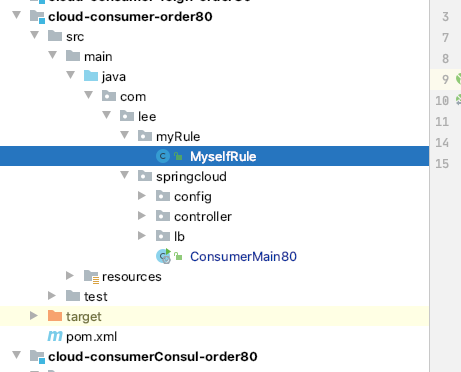 cloud-consumer-order80
3
src
7
main
8
java
9
com
10
lee
11
myRule
14
MyselfRule
15
springcloud
config
controller
lb
ConsumerMain80
resources
test
target
pom.xml
cloud-consumerConsul-order80